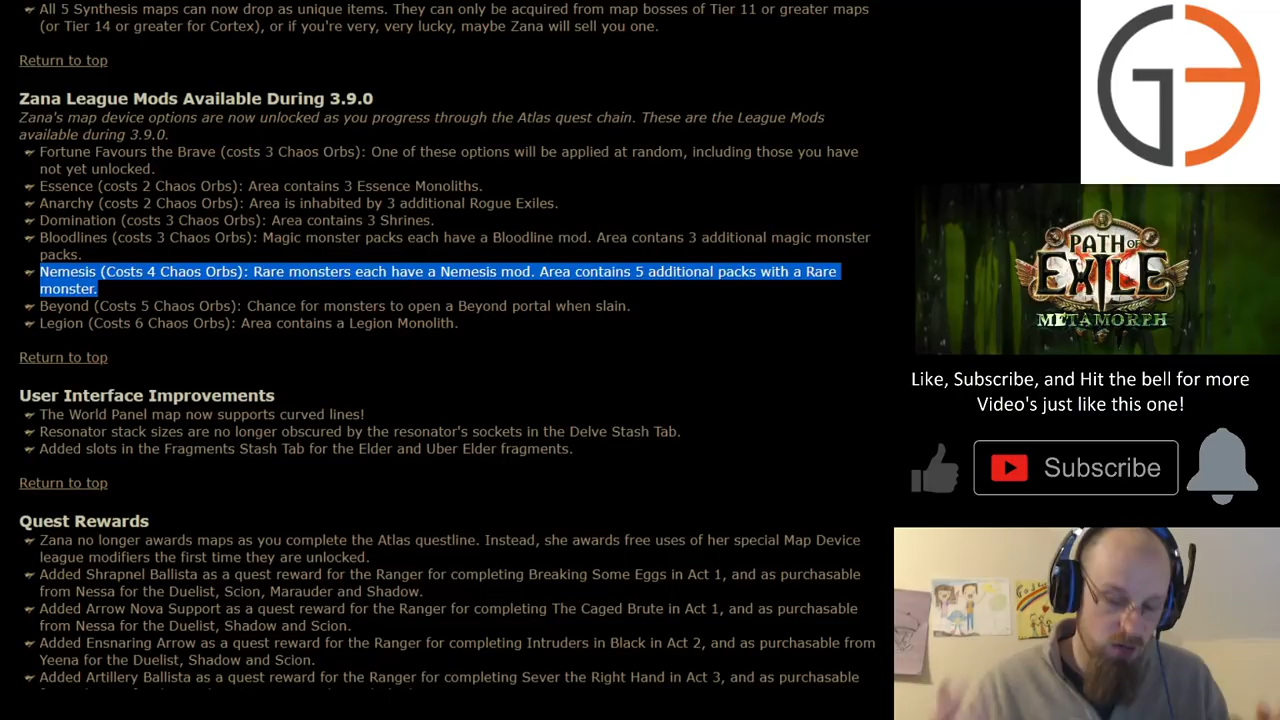 All 5 Synthesis maps can now drop as unique items. They can only be acquired from map bosses of Tier 11 or greater maps
(or Tier 14 or greater for Cortex), or if you're very, very lucky, maybe Zana will sell you one.
Return to top
Zana League Mods Available During 3.9.0
Zana's map device options are now unlocked as you progress through the Atlas quest chain. These are the League Mods
available during 3.9.0.
Fortune Favours the Brave (costs 3 Chaos Orbs): One of these options will be applied at random, including those you have
not yet unlocked.
Essence (costs 2 Chaos Orbs): Area contains 3 Essence Monoliths.
Anarchy (costs 2 Chaos Orbs): Area is inhabited by 3 additional Rogue Exiles.
Domination (costs 3 Chaos Orbs): Area contains 3 Shrines.
Bloodlines (costs 3 Chaos Orbs): Magic monster packs each have a Bloodline mod. Area contans 3 additional magic monster
packs.
Nemesis (Costs 4 Chaos Orbs): Rare monsters each have a Nemesis mod. Area contains 5 additional packs with a Rare
monster.
Beyond (Costs 5 Chaos Orbs): Chance for monsters to open a Beyond portal when slain.
Legion (Costs 6 Chaos Orbs): Area contains a Legion Monolith.
Return to top
User Interface Improvements
The World Panel map now supports curved lines!
Resonator stack sizes are no longer obscured by the resonator's sockets in the Delve Stash Tab.
Added slots in the Fragments Stash Tab for the Elder and Uber Elder fragments.
Return to top
Quest Rewards
Zana no longer awards maps as you complete the Atlas questline. Instead, she awards free uses of her special Map Device
league modifiers the first time they are unlocked.
Added Shrapnel Ballista as a quest reward for the Ranger for completing Breaking Some Eggs in Act 1, and as purchasable
from Nessa for the Duelist, Scion, Marauder and Shadow.
Added Arrow Nova Support as a quest reward for the Ranger for completing The Caged Brute in Act 1, and as purchasable
from Nessa for the Duelist, Shadow and Scion.
Added Ensnaring Arrow as a quest reward for the Ranger for completing Intruders in Black in Act 2, and as purchasable from
Yeena for the Duelist, Shadow and Scion.
Added Artillery Ballista as a quest reward for the Ranger for completing Sever the Right Hand in Act 3, and as purchasable
PATH OF
EXILE
METAMORPH
Like, Subscribe, and Hit the bell for more
Video's just like this one!
Subscribe